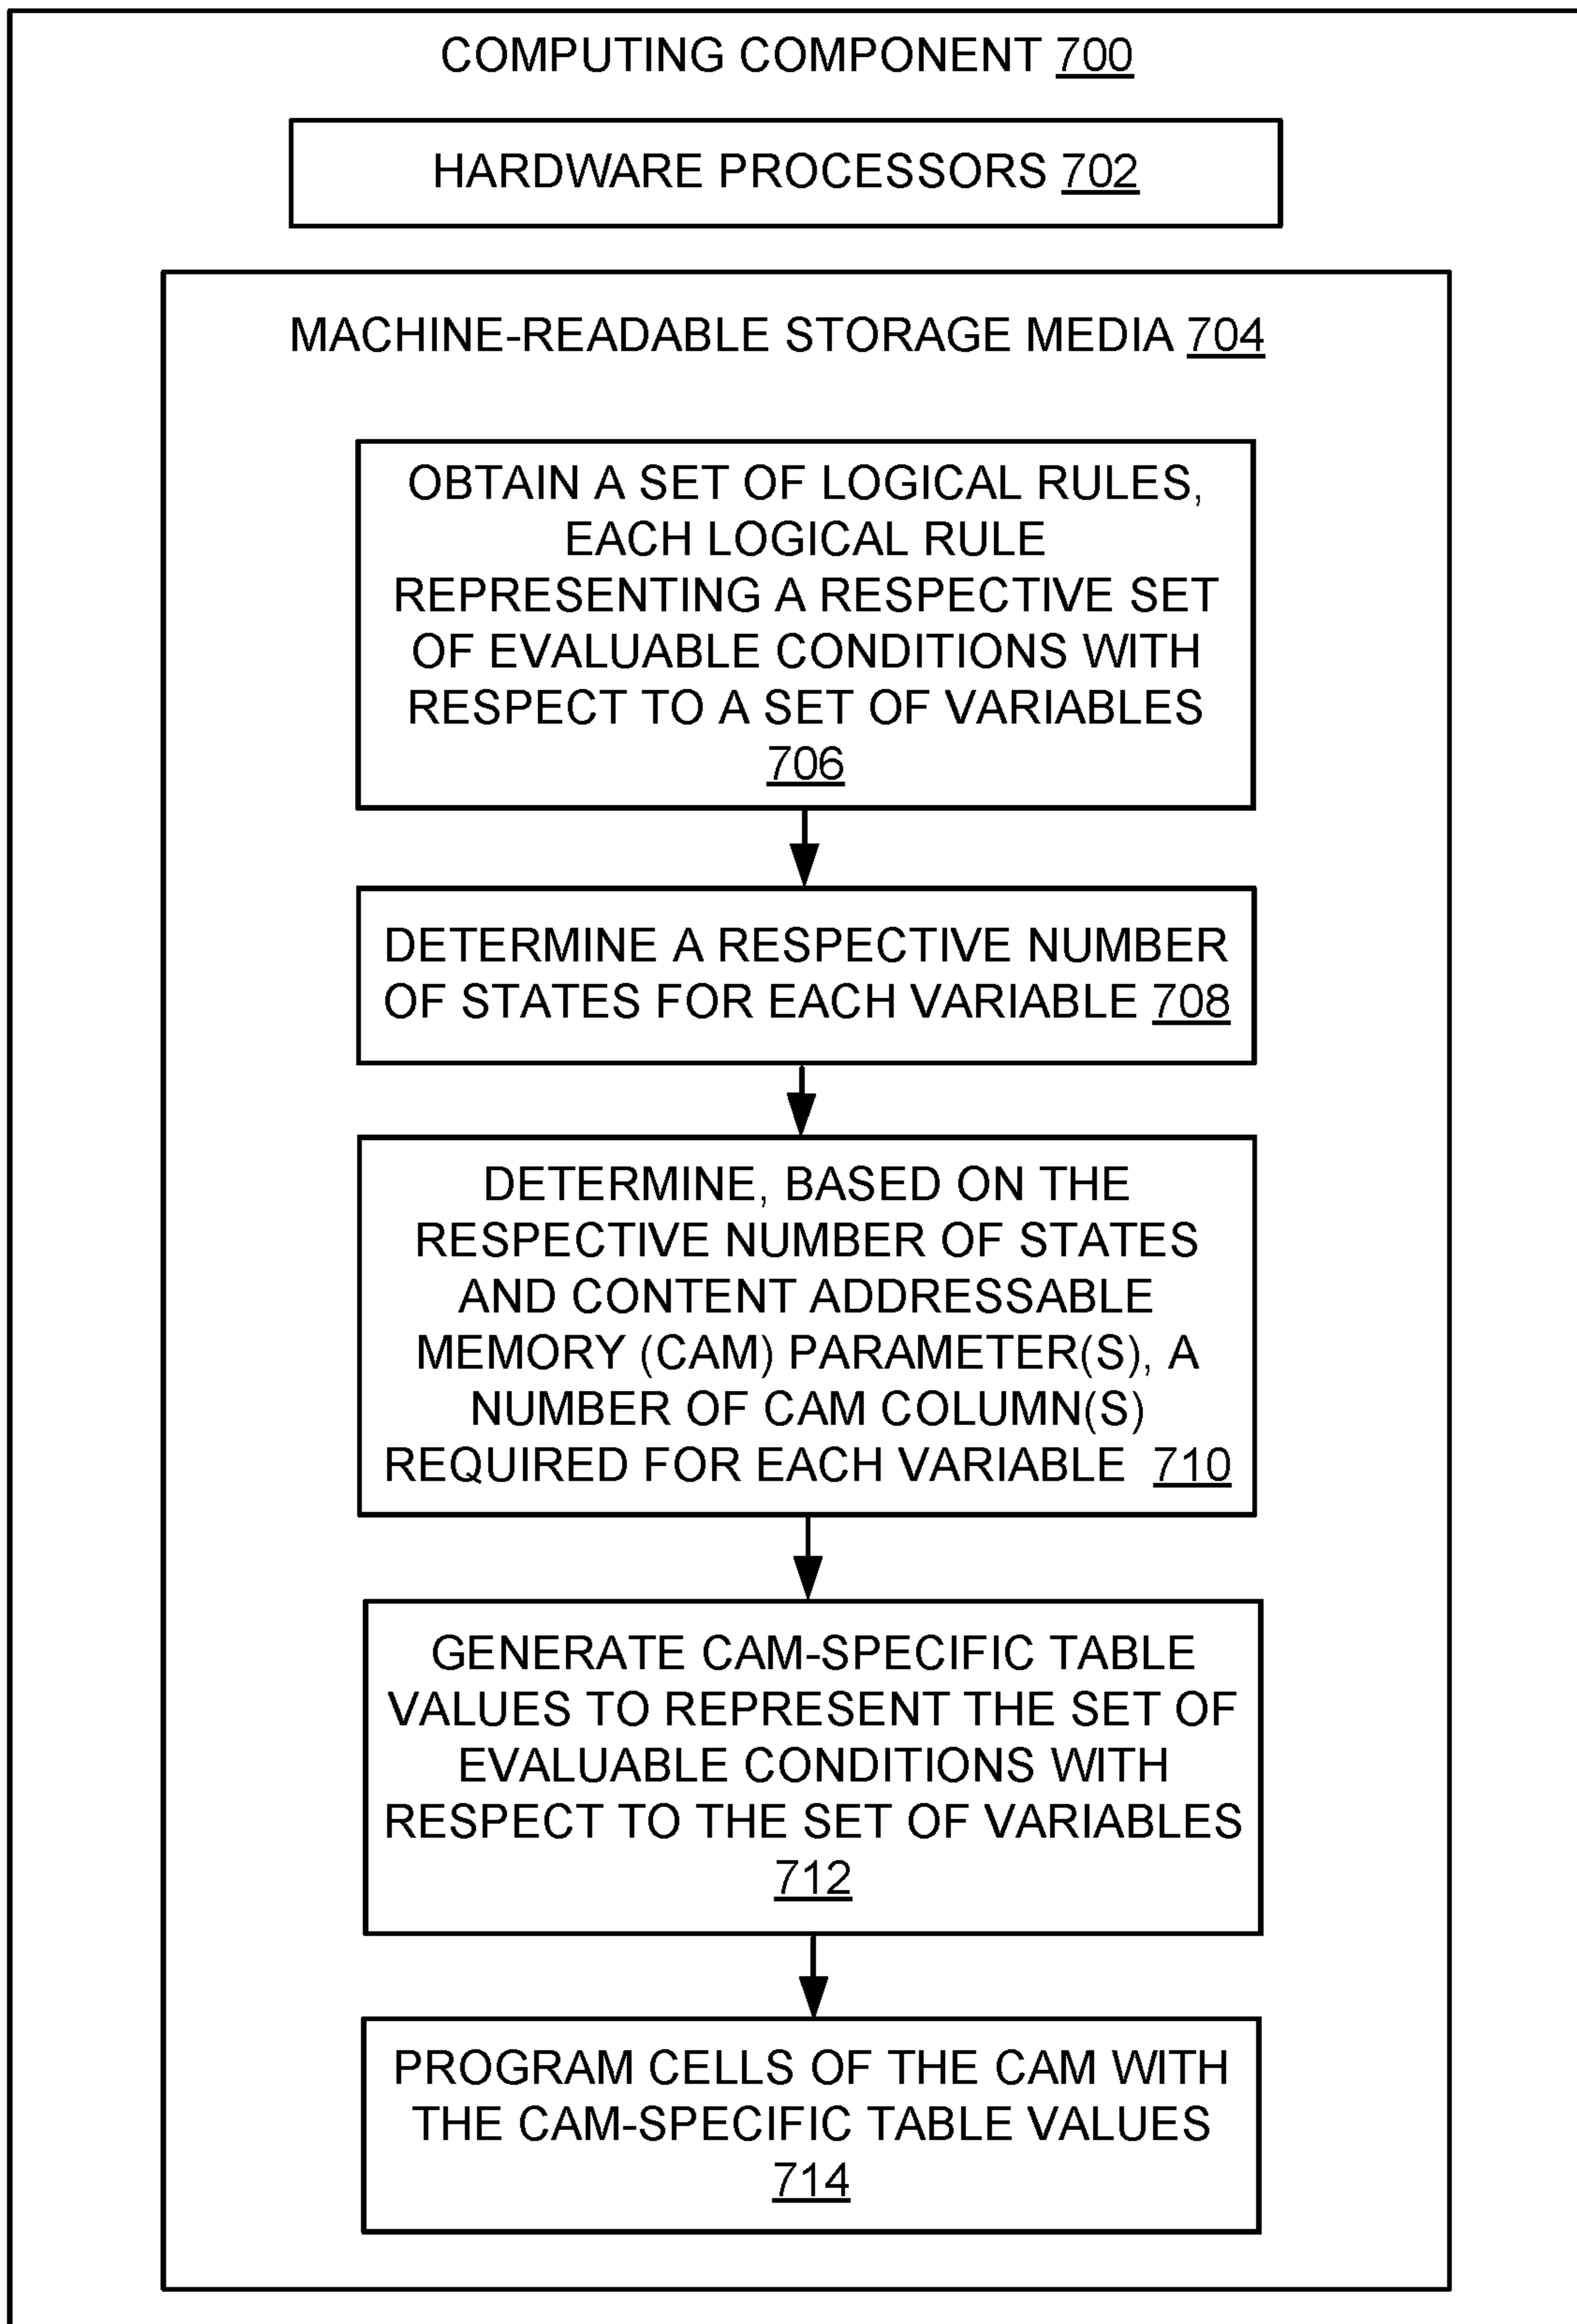 COMPUTING COMPONENT 700
HARDWARE PROCESSORS 702
MACHINE-READABLE STORAGE MEDIA 704
OBTAIN A SET OF LOGICAL RULES,
EACH LOGICAL RULE
REPRESENTING A RESPECTIVE SET
OF EVALUABLE CONDITIONS WITH
RESPECT TO A SET OF VARIABLES
706
DETERMINE A RESPECTIVE NUMBER
OF STATES FOR EACH VARIABLE 708
DETERMINE, BASED ON THE
RESPECTIVE NUMBER OF STATES
AND CONTENT ADDRESSABLE
MEMORY (CAM) PARAMETER(S), A
NUMBER OF CAM COLUMN(S)
REQUIRED FOR EACH VARIABLE 710
GENERATE CAM-SPECIFIC TABLE
VALUES TO REPRESENT THE SET OF
EVALUABLE CONDITIONS WITH
RESPECT TO THE SET OF VARIABLES
712
PROGRAM CELLS OF THE CAM WITH
THE CAM-SPECIFIC TABLE VALUES
714